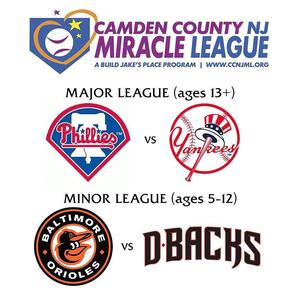 CAMDEN COUNTY NJ
MIRACLE LEAGUE
A BUILD JAKE'S PLACE PROGRAM | WWW.CCNJML.ORG
MAJOR LEAGUE (ages 13+)
Phillies
vs
Yankees
MINOR LEAGUE (ages 5-12)
BALTIMORE
ORIOLES
vs
D·BACKS